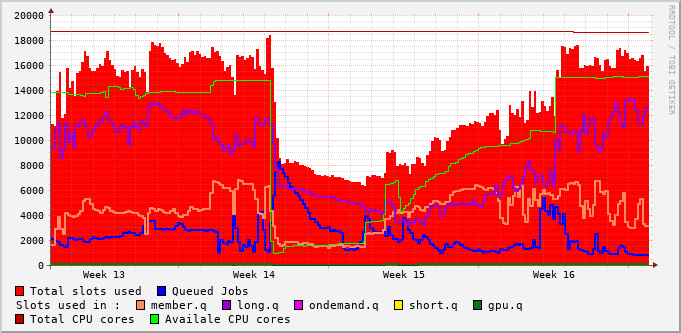 RRDTOOL / TOBI OETIKER
20000
18000
16000
14000
12000
10000
8000
6000
4000
2000
0
Week 13 Week 14 Week 15 Week 16
Total slots used Queued Jobs
Slots used in : member.q long.q ondemand.q short.q gpu.q
Total CPU cores Availale CPU cores